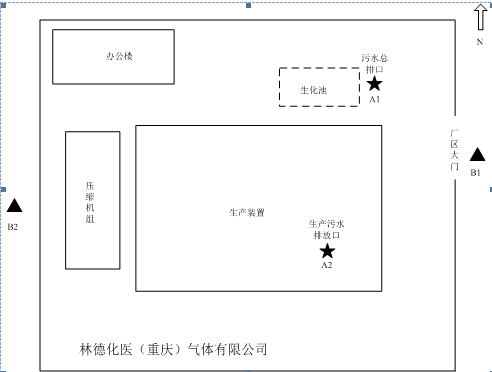 N
办公楼
污水总
排口
生化池
A1
厂区大门
B1
压缩机组
生产装置
生产污水
排放口
A2
B2
林德化医（重庆）气体有限公司